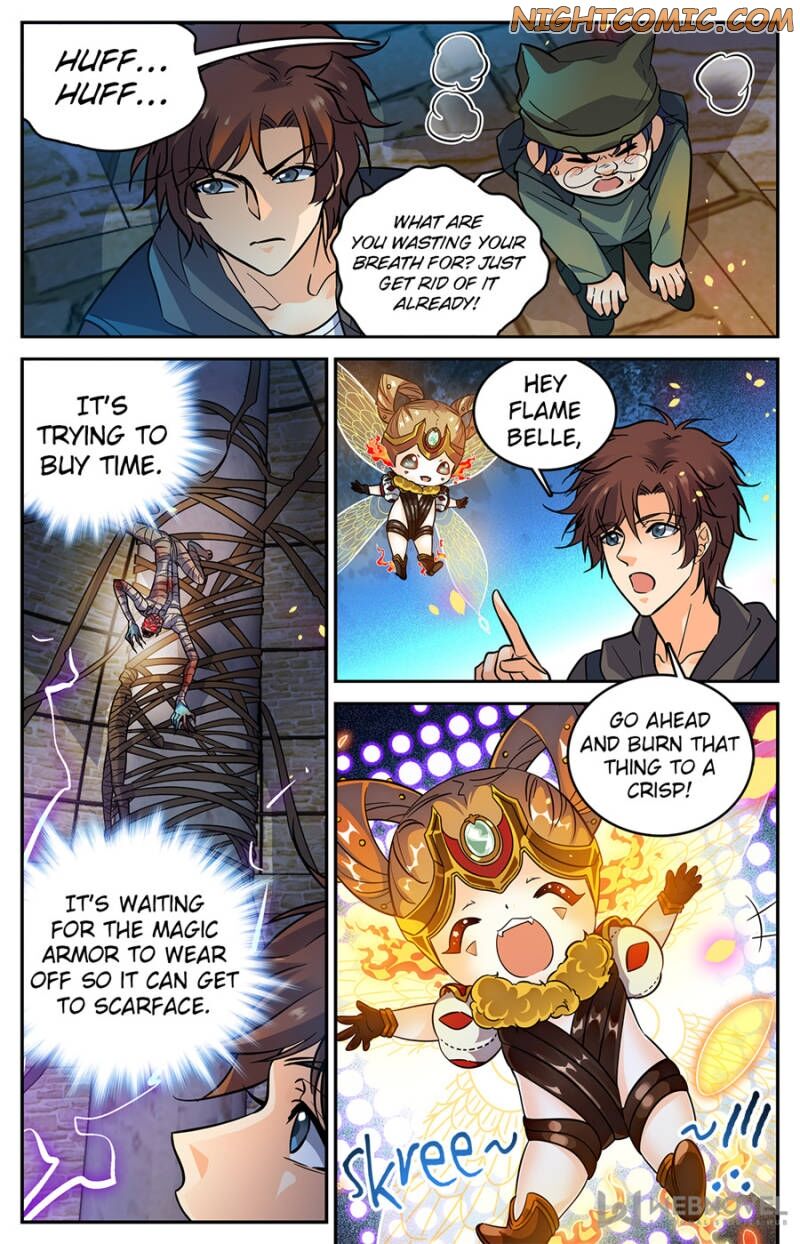 NIGHTCOMIC.COM
HUFF...
HUFF...
WHAT ARE
YOU WASTING YOUR
BREATH FOR? JUST
GET RID OF IT
ALREADY!
IT'S
TRYING TO
BUY TIME.
HEY
FLAME
BELLE,
IT'S WAITING
FOR THE MAGIC
ARMOR TO WEAR
OFF SO IT CAN GET
TO SCARFACE.
GO AHEAD
AND BURN THAT
THING TO A
CRISP!
SKREE~
~!!!
WEBNOVEL